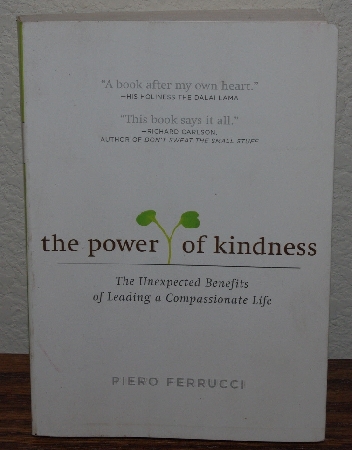 "A book after my own heart."
—HIS HOLINESS THE DALAI LAMA
"This book says it all."
—RICHARD CARLSON,
AUTHOR OF DON'T SWEAT THE SMALL STUFF
the power of kindness
The Unexpected Benefits
of Leading a Compassionate Life
PIERO FERRUCCI